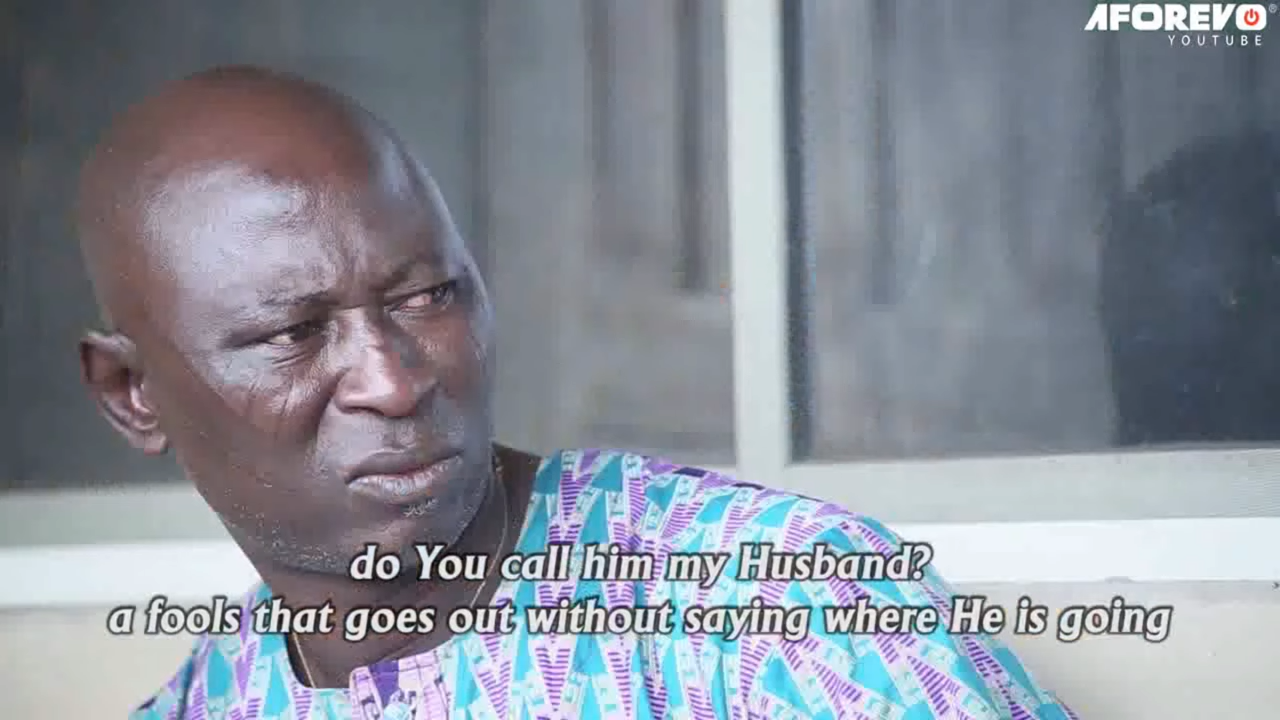 AFOREVO
YOUTUBE
do You call him my Husband?
a fools that goes out without saying where He is going